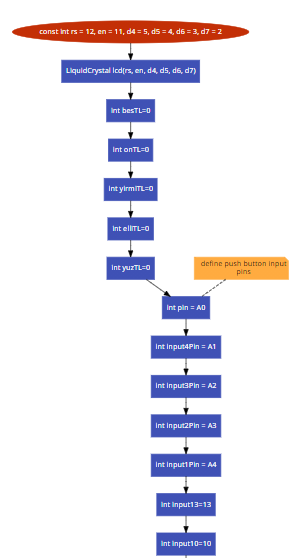 const int rs = 12, en = 11, d4 = 5, d5 = 4, d6 = 3, d7 = 2
LiquidCrystal lcd(rs, en, d4, d5, d6, d7)
int besTL=0
int onTL=0
int yirmiTL=0
int elliTL=0
int yuzTL=0
define push button input
pins
int pin = A0
int input4Pin = A1
int input3Pin = A2
int input2Pin = A3
int input1Pin = A4
int input13=13
int input10=10